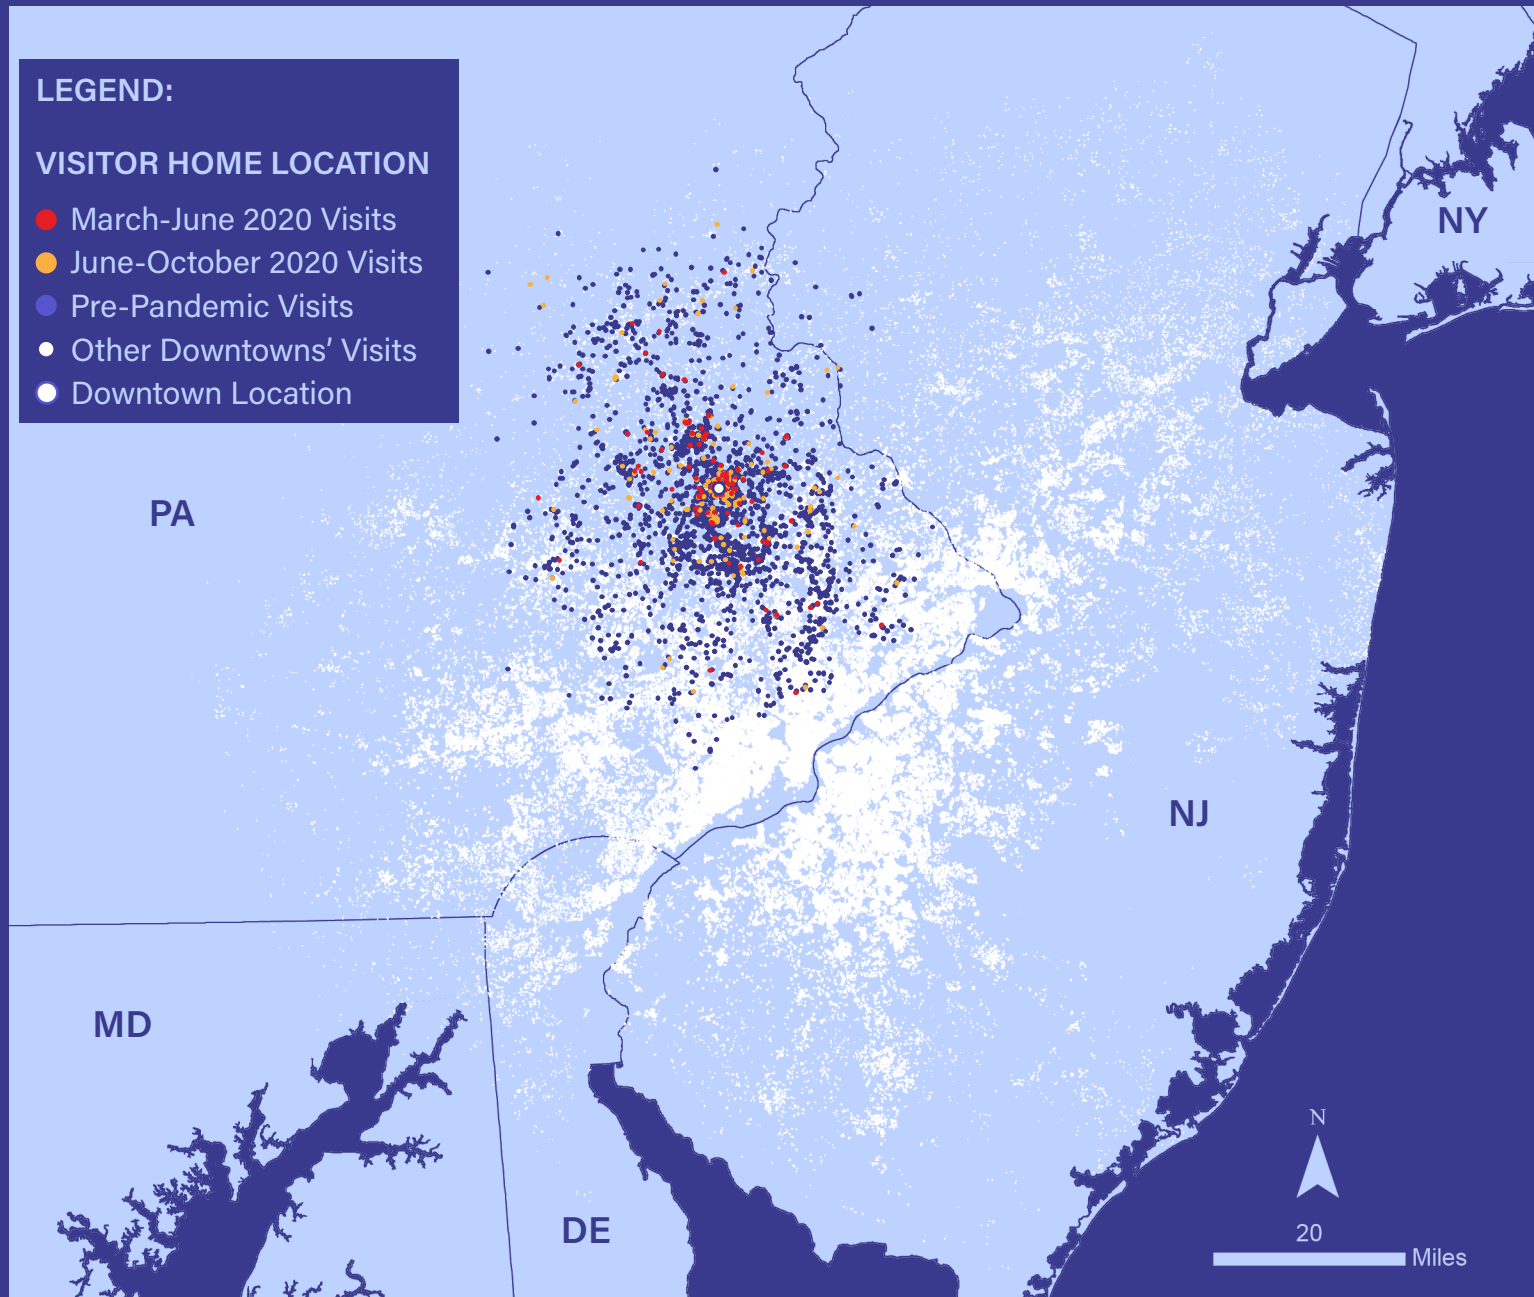 LEGEND:
VISITOR HOME LOCATION
March-June 2020 Visits
June-October 2020 Visits
Pre-Pandemic Visits
Other Downtowns’ Visits
Downtown Location
NY
PA
NJ
MD
DE
N
20
Miles